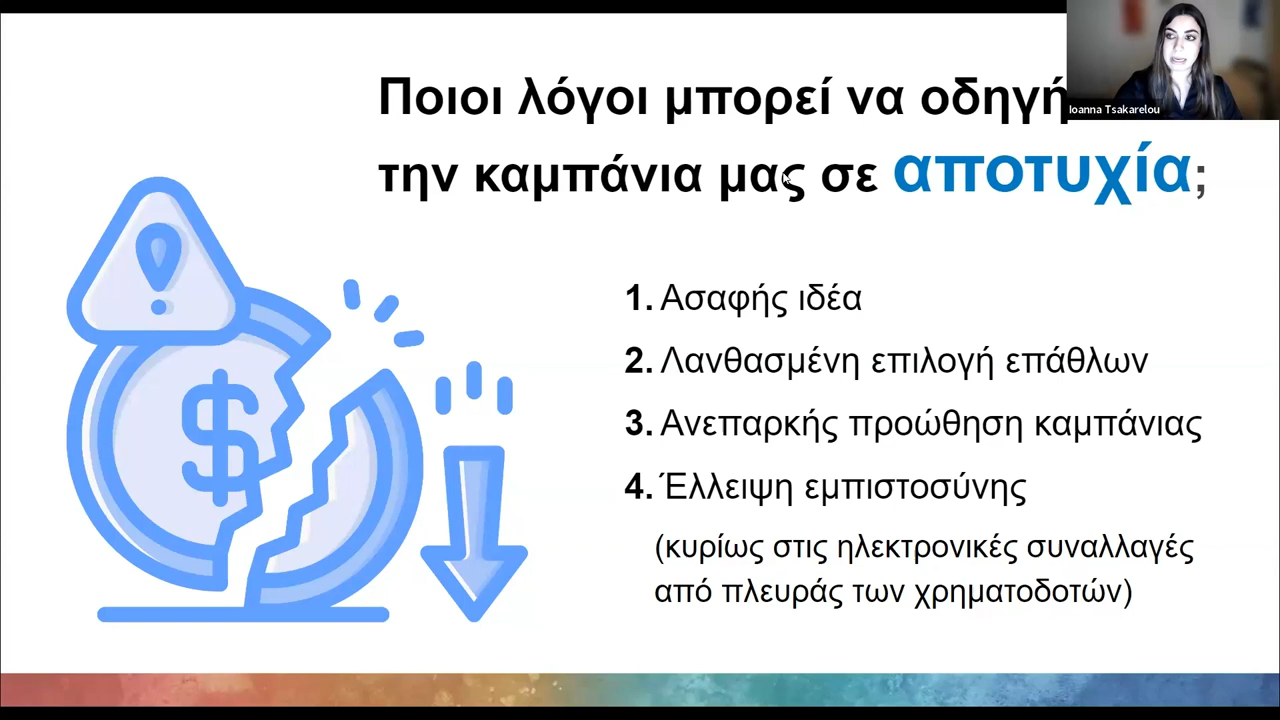 Ποιοι λόγοι μπορεί να
την καμπάνια μας σε αποτυχία;
1. Ασαφής ιδέα
2. Λανθασμένη επιλογή επάθλων
3. Ανεπαρκής προώθηση καμπάνιας
4. Έλλειψη εμπιστοσύνης
(κυρίως στις ηλεκτρονικές συναλλαγές
από πλευράς των χρηματοδοτών)
Ioanna Tsakarelou
$